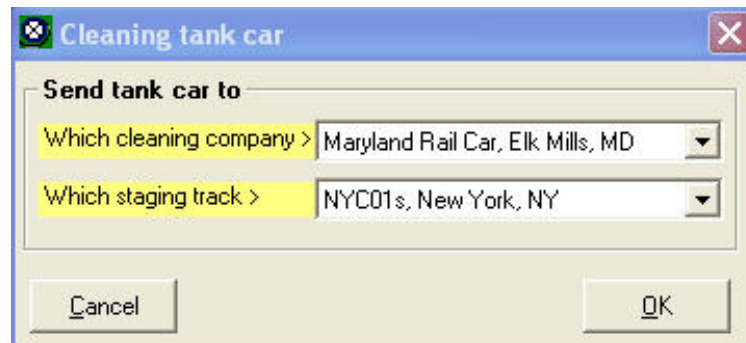 Cleaning tank car
Send tank car to
Which cleaning company > Maryland Rail Car, Elk Mills, MD
Which staging track > NYC01s, New York, NY
Cancel OK